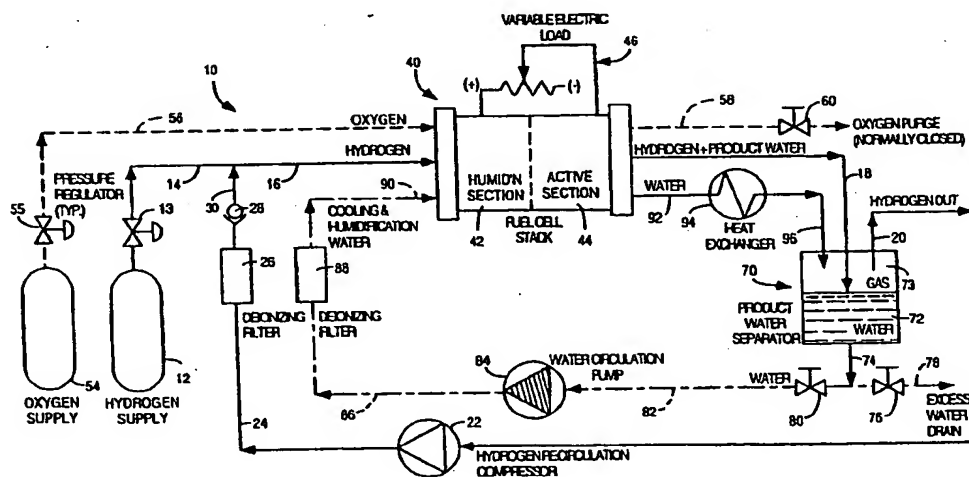 VARIABLE ELECTRIC
LOAD
46
10
40
(+)
(-)
56
OXYGEN
58
60
OXYGEN PURGE
(NORMALLY CLOSED)
HYDROGEN
HYDROGEN+PRODUCT WATER
14
16
18
PRESSURE
REGULATOR
(TYP.)
13
55
30
28
90
HUMID'N
SECTION
ACTIVE
SECTION
WATER
92
94
HEAT
EXCHANGER
96
HYDROGEN OUT
20
COOLING &
HUMIDIFICATION
WATER
42
FUEL CELL
STACK
44
26
88
70
GAS
73
PRODUCT
WATER
SEPARATOR
72
WATER
DEIONIZING
FILTER
DEIONIZING
FILTER
74
78
84
WATER CIRCULATION
PUMP
WATER
54
12
86
82
80
76
EXCESS
WATER
DRAIN
OXYGEN
SUPPLY
HYDROGEN
SUPPLY
24
22
HYDROGEN RECIRCULATION
COMPRESSOR